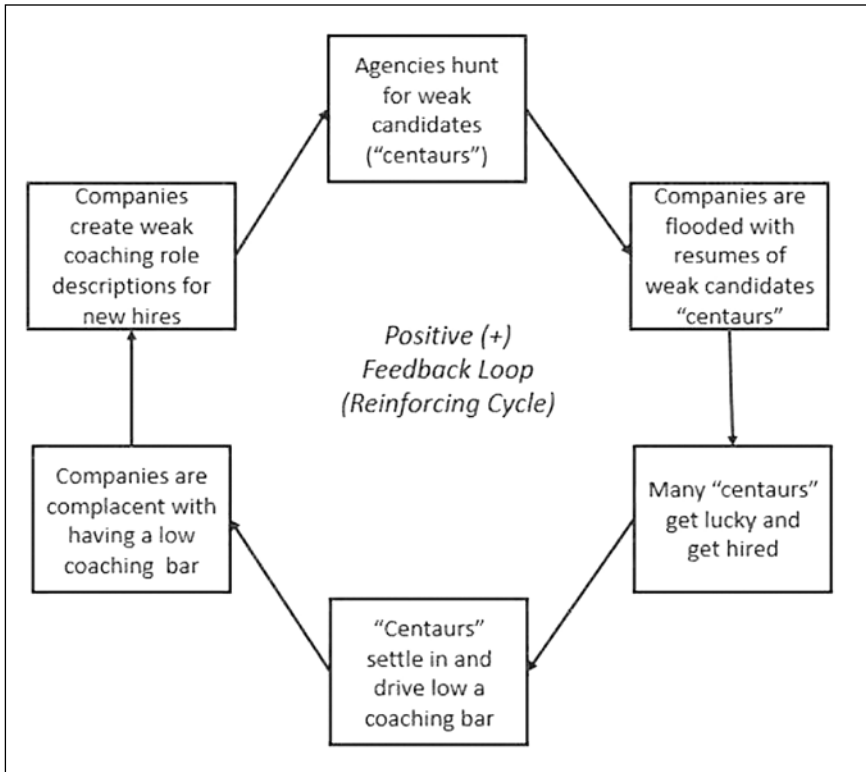 Agencies hunt
for weak
candidates
(“centaurs”)
Companies are
flooded with
resumes of
weak candidates
“centaurs”
Many “centaurs”
get lucky and
get hired
“Centaurs”
settle in and
drive low a
coaching bar
Companies are
complacent with
having a low
coaching bar
Companies
create weak
coaching role
descriptions for
new hires
Positive (+)
Feedback Loop
(Reinforcing Cycle)